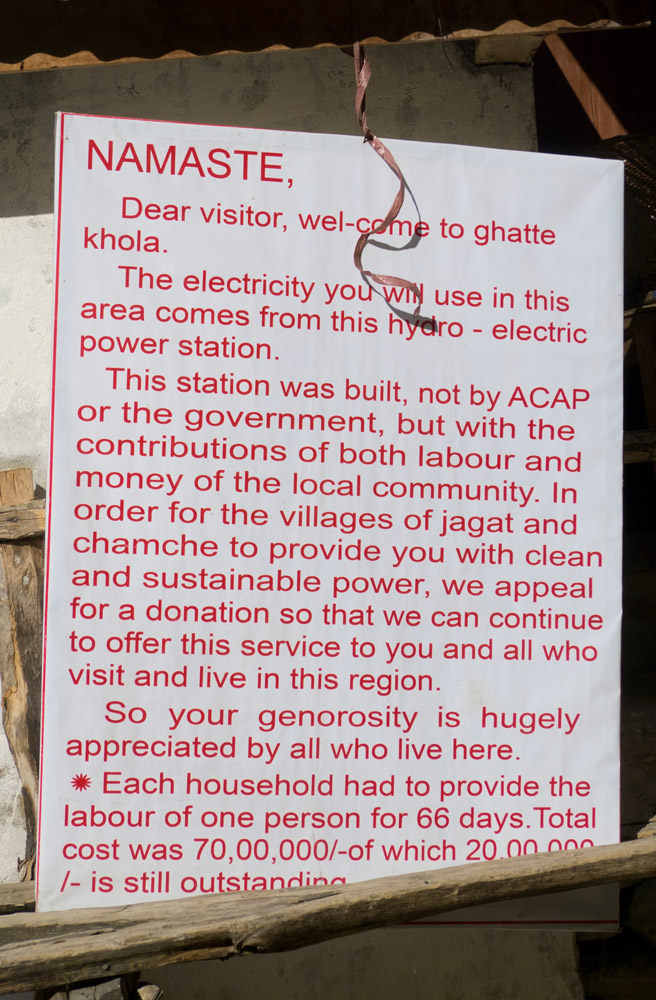 NAMASTE,
Dear visitor, wel-come to ghatte
khola.
The electricity you will use in this
area comes from this hydro - electric
power station.
This station was built, not by ACAP
or the government, but with the
contributions of both labour and
money of the local community. In
order for the villages of jagat and
chamche to provide you with clean
and sustainable power, we appeal
for a donation so that we can continue
to offer this service to you and all who
visit and live in this region.
So your genorosity is hugely
appreciated by all who live here.
✹ Each household had to provide the
labour of one person for 66 days.Total
cost was 70,00,000/-of which 20,00,000
/- is still outstanding